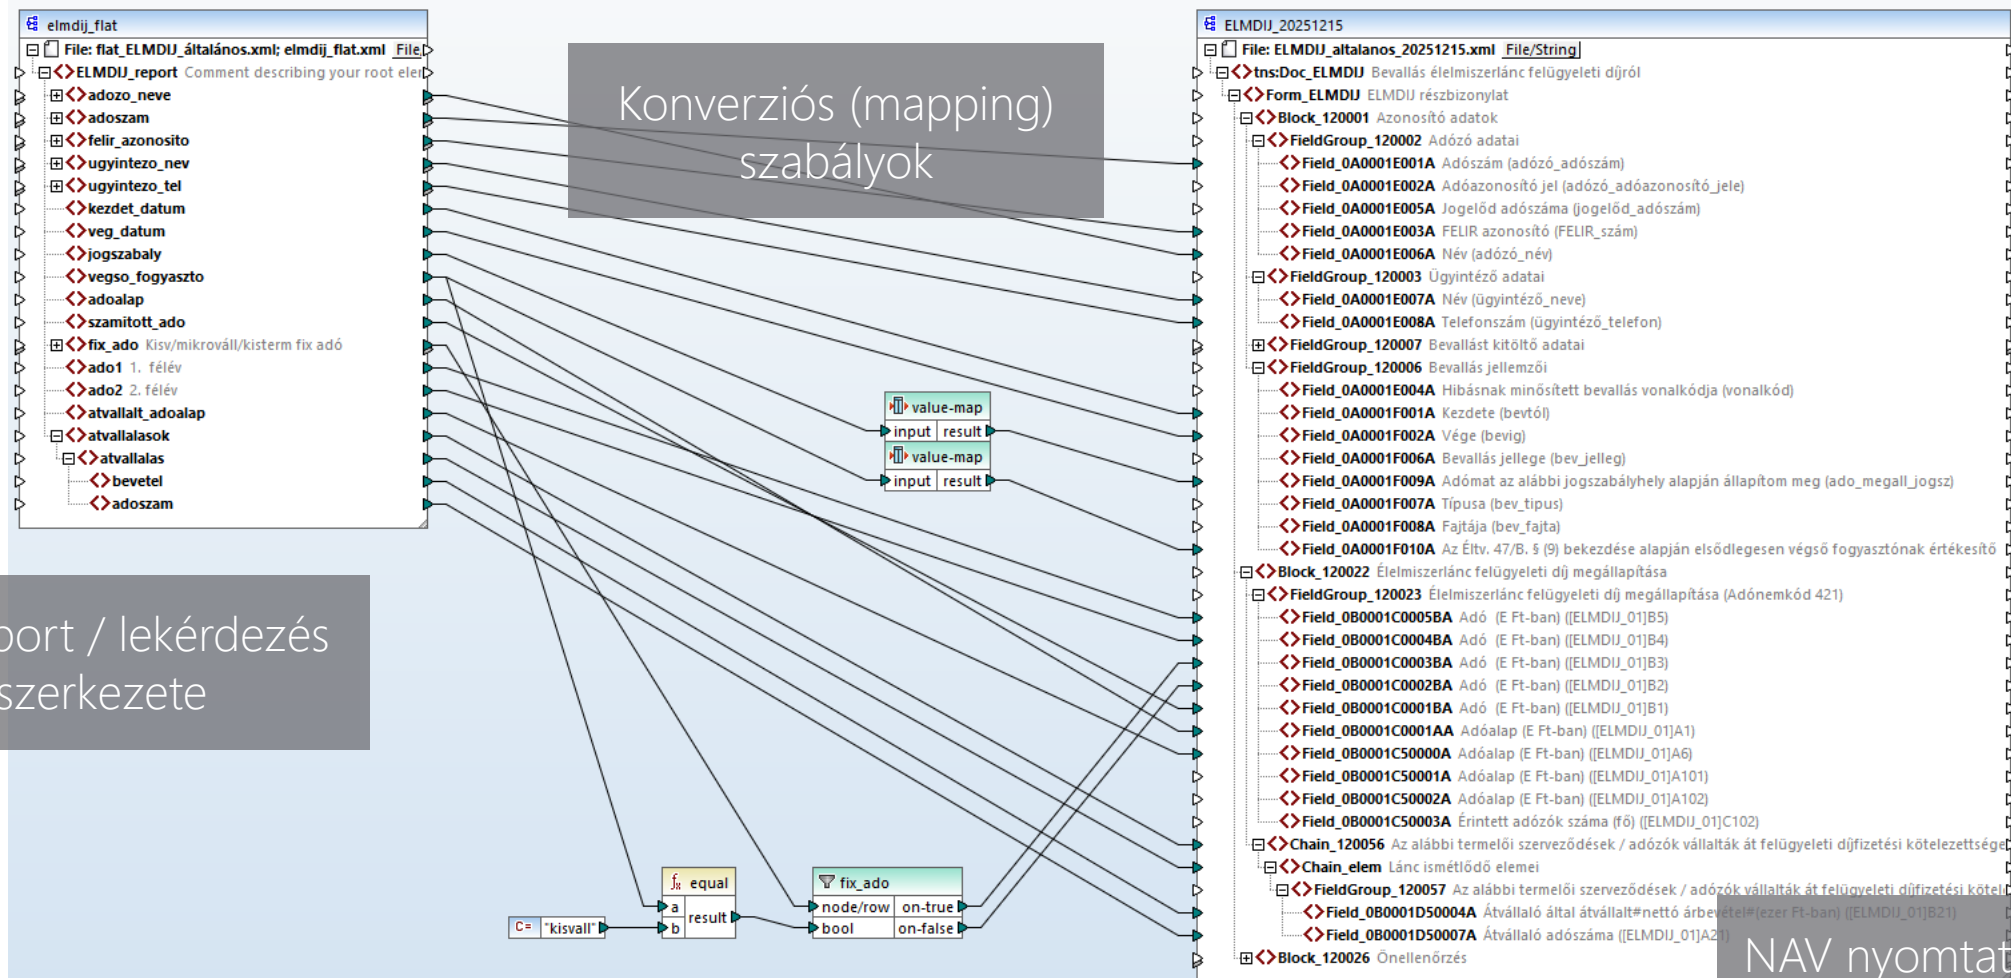 elmdij_flat
File: flat_ELMDIJ_általános.xml; elmdij_flat.xml File
ELMDIJ_report Comment describing your root eler
adozo_neve
adoszam
felir_azonosito
ugyintezo_nev
ugyintezo_tel
kezdet_datum
veg_datum
jogszabaly
vegso_fogyaszto
adoalap
szamitott_ado
fix_ado Kisv/mikrováll/kisterm fix adó
ado1 1. félév
ado2 2. félév
atvallalt_adoalap
atvallalasok
atvallalas
bevetel
adoszam
Konverziós (mapping)
szabályok
port / lekérdezés
szerkezete
value-map
input result
value-map
input result
C= "kisvall"
equal
a
b
result
fix_ado
node/row on-true
bool on-false
ELMDIJ_20251215
File: ELMDIJ_altalanos_20251215.xml File/String
tns:Doc_ELMDIJ Bevallás élelmiszerlánc felügyeleti díjról
Form_ELMDIJ ELMDIJ részbizonylat
Block_120001 Azonosító adatok
FieldGroup_120002 Adózó adatai
Field_0A0001E001A Adószám (adózó_adószám)
Field_0A0001E002A Adóazonosító jel (adózó_adóazonosító_jele)
Field_0A0001E005A Jogelőd adószáma (jogelőd_adószám)
Field_0A0001E003A FELIR azonosító (FELIR_szám)
Field_0A0001E006A Név (adózó_név)
FieldGroup_120003 Ügyintéző adatai
Field_0A0001E007A Név (ügyintéző_neve)
Field_0A0001E008A Telefonszám (ügyintéző_telefon)
FieldGroup_120007 Bevallást kitöltő adatai
FieldGroup_120006 Bevallás jellemzői
Field_0A0001E004A Hibásnak minősített bevallás vonalkódja (vonalkód)
Field_0A0001F001A Kezdete (bevtól)
Field_0A0001F002A Vége (bevig)
Field_0A0001F006A Bevallás jellege (bev_jelleg)
Field_0A0001F009A Adómat az alábbi jogszabályhely alapján állapítom meg (ado_megall_jogsz)
Field_0A0001F007A Típusa (bev_tipus)
Field_0A0001F008A Fajtája (bev_fajta)
Field_0A0001F010A Az Éltv. 47/B. § (9) bekezdése alapján elsődlegesen végső fogyasztónak értékesítő
Block_120022 Élelmiszerlánc felügyeleti díj megállapítása
FieldGroup_120023 Élelmiszerlánc felügyeleti díj megállapítása (Adónemkód 421)
Field_0B0001C0005BA Adó (E Ft-ban) ([ELMDIJ_01]B5)
Field_0B0001C0004BA Adó (E Ft-ban) ([ELMDIJ_01]B4)
Field_0B0001C0003BA Adó (E Ft-ban) ([ELMDIJ_01]B3)
Field_0B0001C0002BA Adó (E Ft-ban) ([ELMDIJ_01]B2)
Field_0B0001C0001BA Adó (E Ft-ban) ([ELMDIJ_01]B1)
Field_0B0001C0001AA Adóalap (E Ft-ban) ([ELMDIJ_01]A1)
Field_0B0001C50000A Adóalap (E Ft-ban) ([ELMDIJ_01]A6)
Field_0B0001C50001A Adóalap (E Ft-ban) ([ELMDIJ_01]A101)
Field_0B0001C50002A Adóalap (E Ft-ban) ([ELMDIJ_01]A102)
Field_0B0001C50003A Érintett adózók száma (fő) ([ELMDIJ_01]C102)
Chain_120056 Az alábbi termelői szerveződések / adózók vállalták át felügyeleti díjfizetési kötelezettsége
Chain_elem Lánc ismétlődő elemei
FieldGroup_120057 Az alábbi termelői szerveződések / adózók vállalták át felügyeleti díjfizetési kötel
Field_0B0001D50004A Átvállaló által átvállalt#nettó árbevétel#(ezer Ft-ban) ([ELMDIJ_01]B21)
Field_0B0001D50007A Átvállaló adószáma ([ELMDIJ_01]A21)
Block_120026 Önellenőrzés
NAV nyomtat